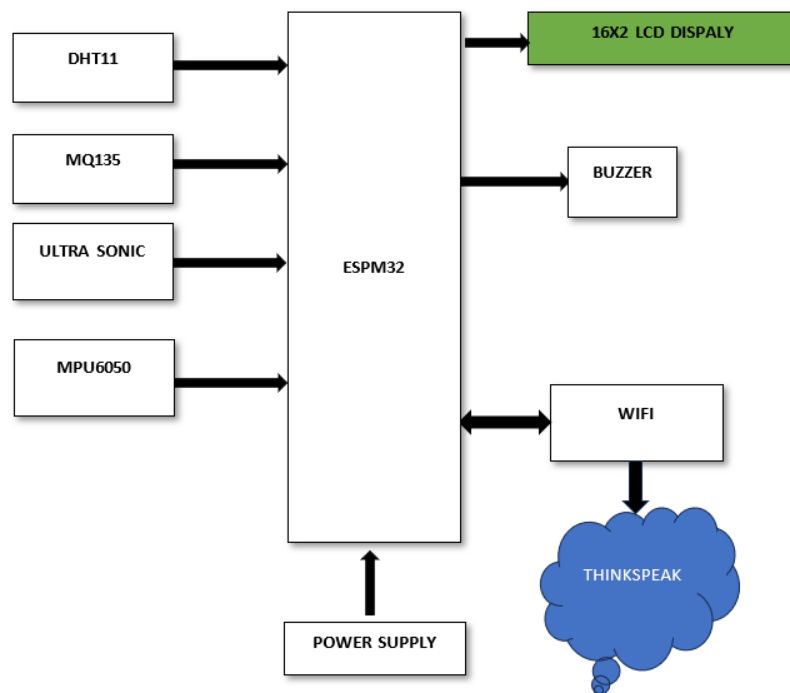 16X2 LCD DISPALY
DHT11
MQ135
BUZZER
ULTRA SONIC
ESPM32
MPU6050
WIFI
THINKSPEAK
POWER SUPPLY